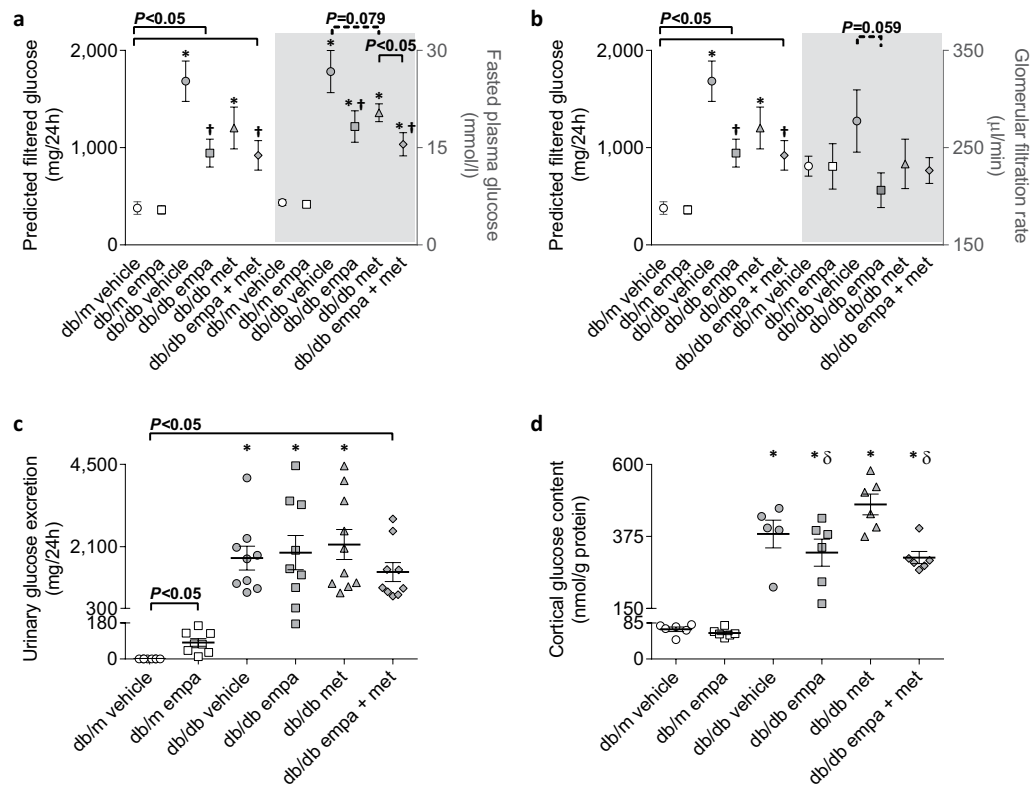 a
P<0.05
P=0.079
P<0.05
2,000
1,000
0
Predicted filtered glucose
(mg/24h)
30
15
0
Fasted plasma glucose
(mmol/l)
*
†
*
†
*
* †
*
* †
db/m vehicle
db/m empa
db/db vehicle
db/db empa
db/db met
db/db empa + met
db/m vehicle
db/m empa
db/db vehicle
db/db empa
db/db met
db/db empa + met
b
P<0.05
P=0.059
2,000
1,000
0
Predicted filtered glucose
(mg/24h)
350
250
150
Glomerular filtration rate
(µl/min)
*
†
*
†
db/m vehicle
db/m empa
db/db vehicle
db/db empa
db/db met
db/db empa + met
db/m vehicle
db/m empa
db/db vehicle
db/db empa
db/db met
db/db empa + met
c
P<0.05
P<0.05
* * *
4,500
2,100
300
180
0
Urinary glucose excretion
(mg/24h)
db/m vehicle
db/m empa
db/db vehicle
db/db empa
db/db met
db/db empa + met
d
* * δ * * δ
600
375
150
85
0
Cortical glucose content
(nmol/g protein)
db/m vehicle
db/m empa
db/db vehicle
db/db empa
db/db met
db/db empa + met